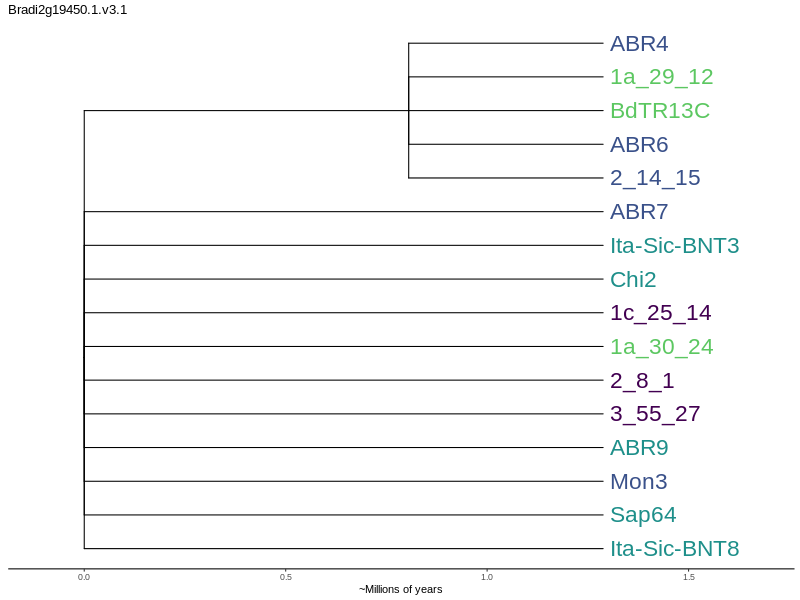 Bradi2g19450.1.v3.1
ABR4
1a_29_12
BdTR13C
ABR6
2_14_15
ABR7
Ita-Sic-BNT3
Chi2
1c_25_14
1a_30_24
2_8_1
3_55_27
ABR9
Mon3
Sap64
Ita-Sic-BNT8
0.0 0.5 1.0 1.5
~Millions of years